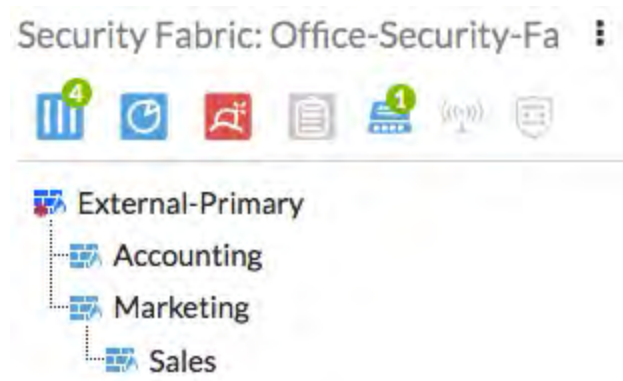 Security Fabric: Office-Security-Fa
4
1
External-Primary
Accounting
Marketing
Sales